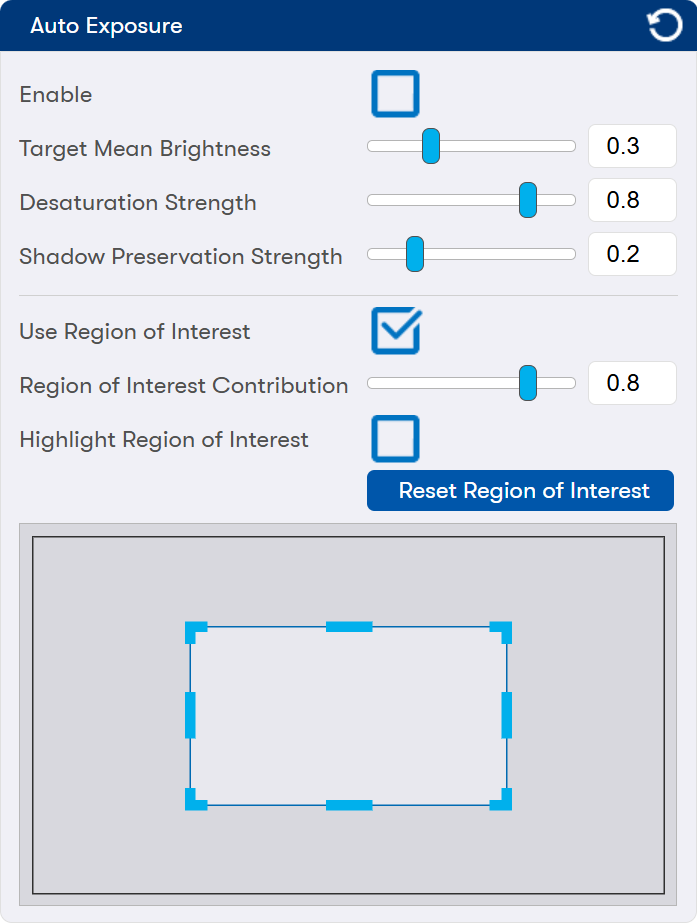 Auto Exposure
Enable
Target Mean Brightness 0.3
Desaturation Strength 0.8
Shadow Preservation Strength 0.2
Use Region of Interest
Region of Interest Contribution 0.8
Highlight Region of Interest
Reset Region of Interest